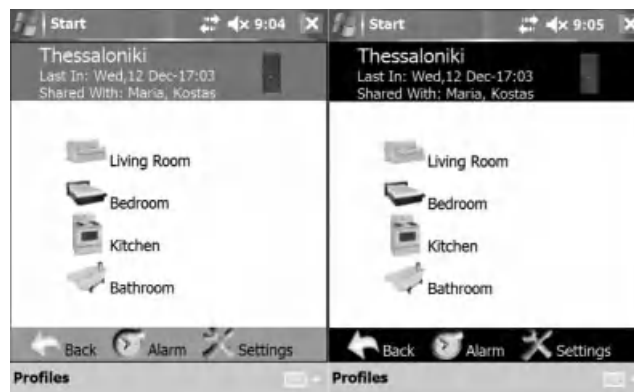 Start 9:04
Thessaloniki
Last In: Wed,12 Dec-17:03
Shared With: Maria, Kostas
Living Room
Bedroom
Kitchen
Bathroom
Back Alarm Settings
Profiles
Start 9:05
Thessaloniki
Last In: Wed,12 Dec-17:03
Shared With: Maria, Kostas
Living Room
Bedroom
Kitchen
Bathroom
Back Alarm Settings
Profiles